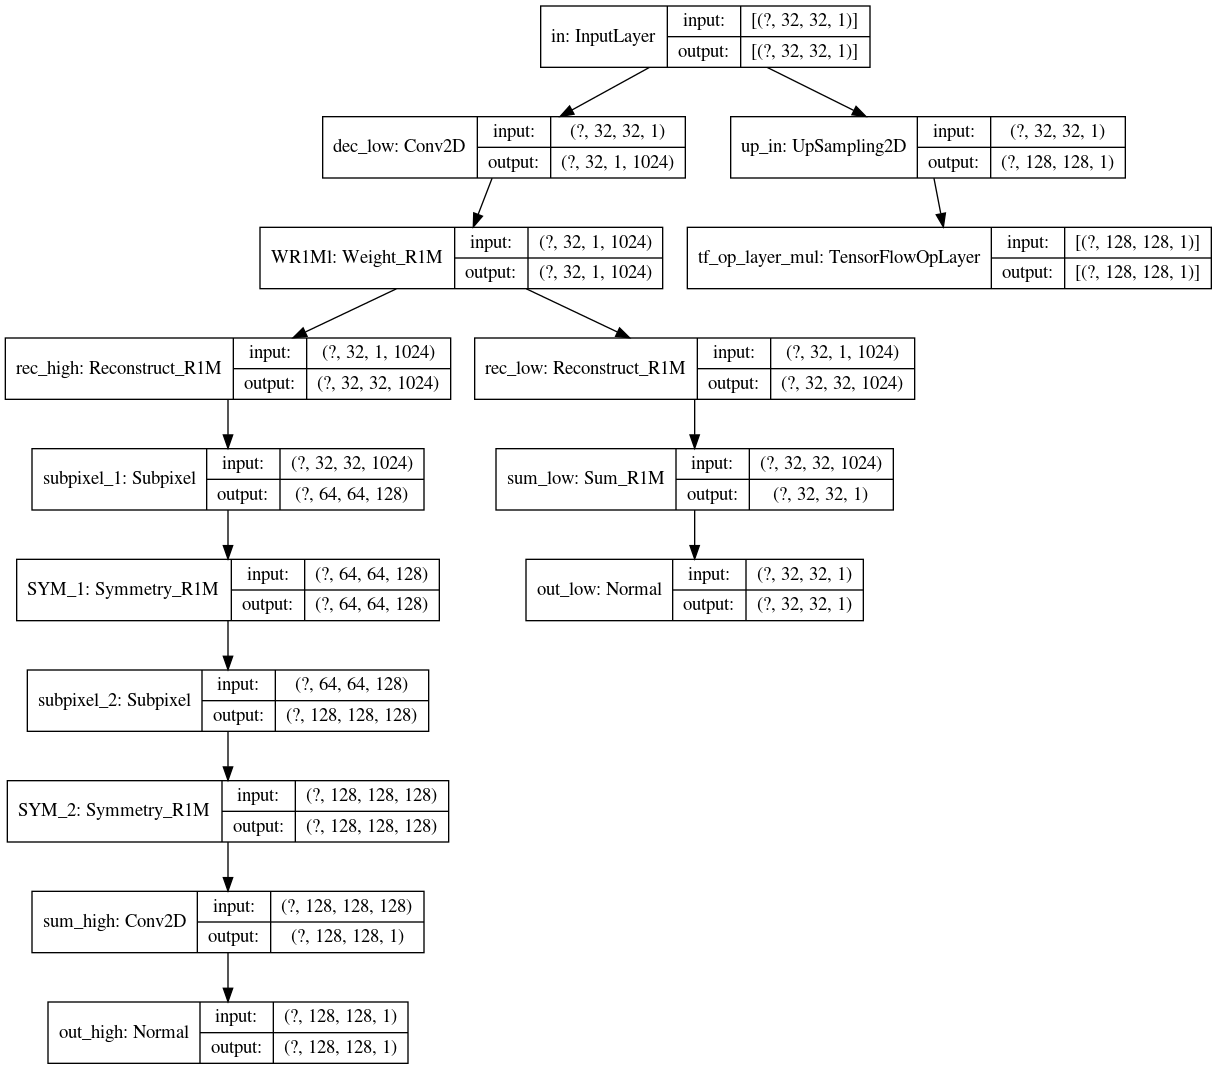 in: InputLayer
input: [(?, 32, 32, 1)]
output: [(?, 32, 32, 1)]
dec_low: Conv2D
input: (?, 32, 32, 1)
output: (?, 32, 1, 1024)
up_in: UpSampling2D
input: (?, 32, 32, 1)
output: (?, 128, 128, 1)
WR1Ml: Weight_R1M
input: (?, 32, 1, 1024)
output: (?, 32, 1, 1024)
tf_op_layer_mul: TensorFlowOpLayer
input: [(?, 128, 128, 1)]
output: [(?, 128, 128, 1)]
rec_high: Reconstruct_R1M
input: (?, 32, 1, 1024)
output: (?, 32, 32, 1024)
rec_low: Reconstruct_R1M
input: (?, 32, 1, 1024)
output: (?, 32, 32, 1024)
subpixel_1: Subpixel
input: (?, 32, 32, 1024)
output: (?, 64, 64, 128)
sum_low: Sum_R1M
input: (?, 32, 32, 1024)
output: (?, 32, 32, 1)
SYM_1: Symmetry_R1M
input: (?, 64, 64, 128)
output: (?, 64, 64, 128)
out_low: Normal
input: (?, 32, 32, 1)
output: (?, 32, 32, 1)
subpixel_2: Subpixel
input: (?, 64, 64, 128)
output: (?, 128, 128, 128)
SYM_2: Symmetry_R1M
input: (?, 128, 128, 128)
output: (?, 128, 128, 128)
sum_high: Conv2D
input: (?, 128, 128, 128)
output: (?, 128, 128, 1)
out_high: Normal
input: (?, 128, 128, 1)
output: (?, 128, 128, 1)